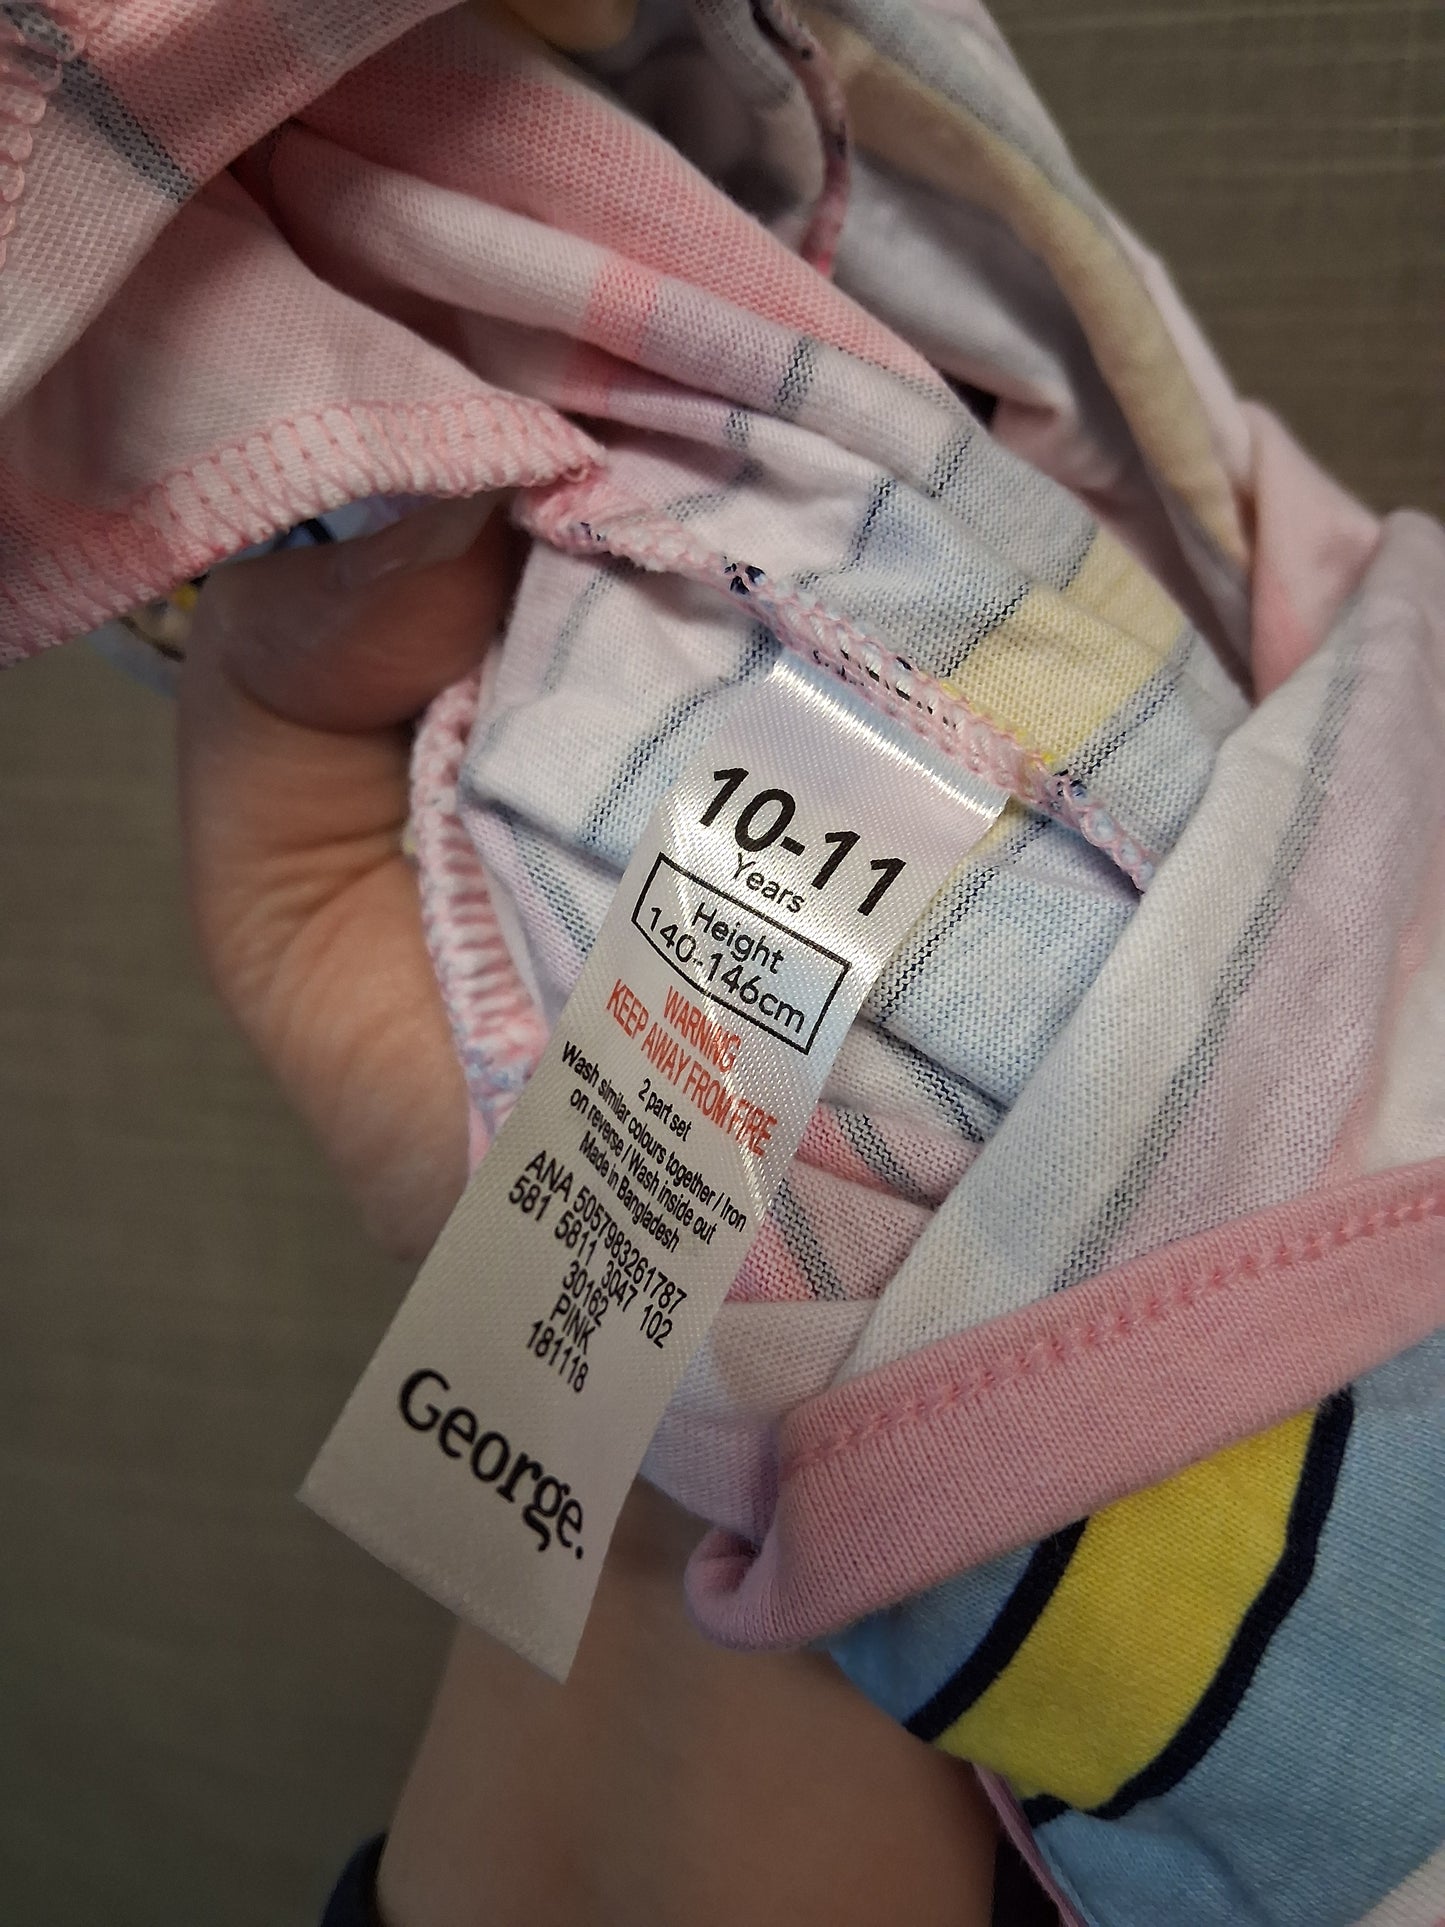 10-11
Years
Height
140-146cm
WARNING
KEEP AWAY FROM FIRE
2 part set
Wash similar colours together / Iron
on reverse / Wash inside out
Made in Bangladesh
ANA 5057983261787
581 5811 3047 102
30162
PINK
181118
George.